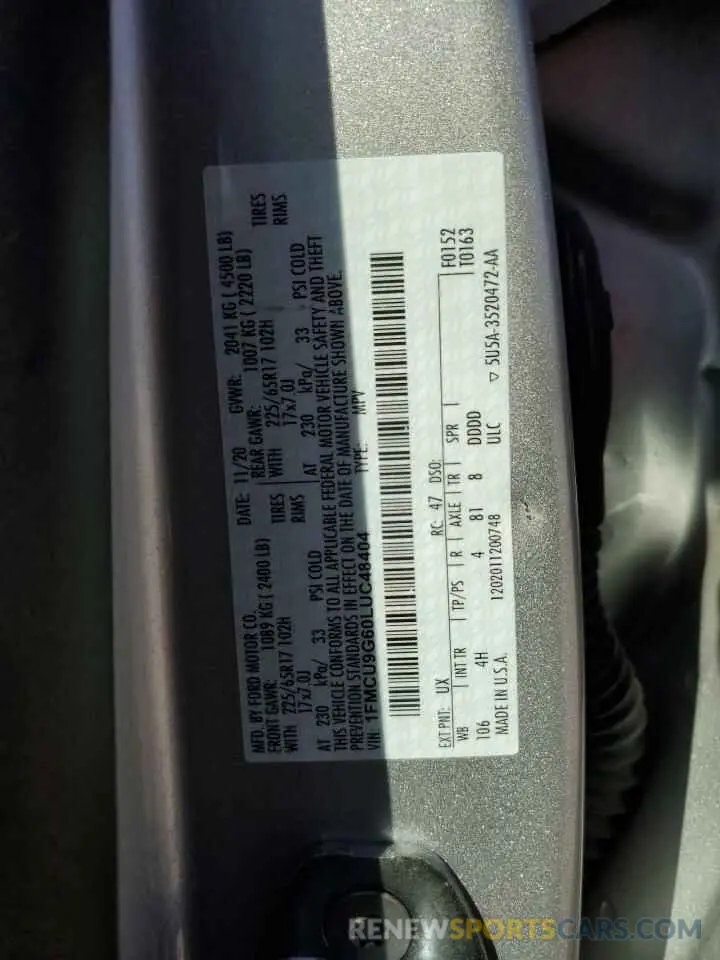 MFD. BY FORD MOTOR CO.
DATE: 11/20 GVWR: 2041 KG ( 4500 LB)
FRONT GAWR: 1089 KG ( 2400 LB) REAR GAWR: 1007 KG ( 2220 LB)
WITH 225/65R17 102H TIRES WITH 225/65R17 102H TIRES
17x7.0J RIMS 17x7.0J RIMS
AT 230 kPa/ 33 PSI COLD AT 230 kPa/ 33 PSI COLD
THIS VEHICLE CONFORMS TO ALL APPLICABLE FEDERAL MOTOR VEHICLE SAFETY AND THEFT
PREVENTION STANDARDS IN EFFECT ON THE DATE OF MANUFACTURE SHOWN ABOVE.
VIN: 1FMCU9G60LUC48404 TYPE: MPV
EXT PNT: UX RC: 47 DSO: F0152
WB INT TR TP/PS R AXLE TR SPR T0163
106 4H 4 81 8 DDDD
MADE IN U.S.A. 1202011200748 ULC ▽ 5U5A-3520472-AA
RENEWSPORTSCARS.COM